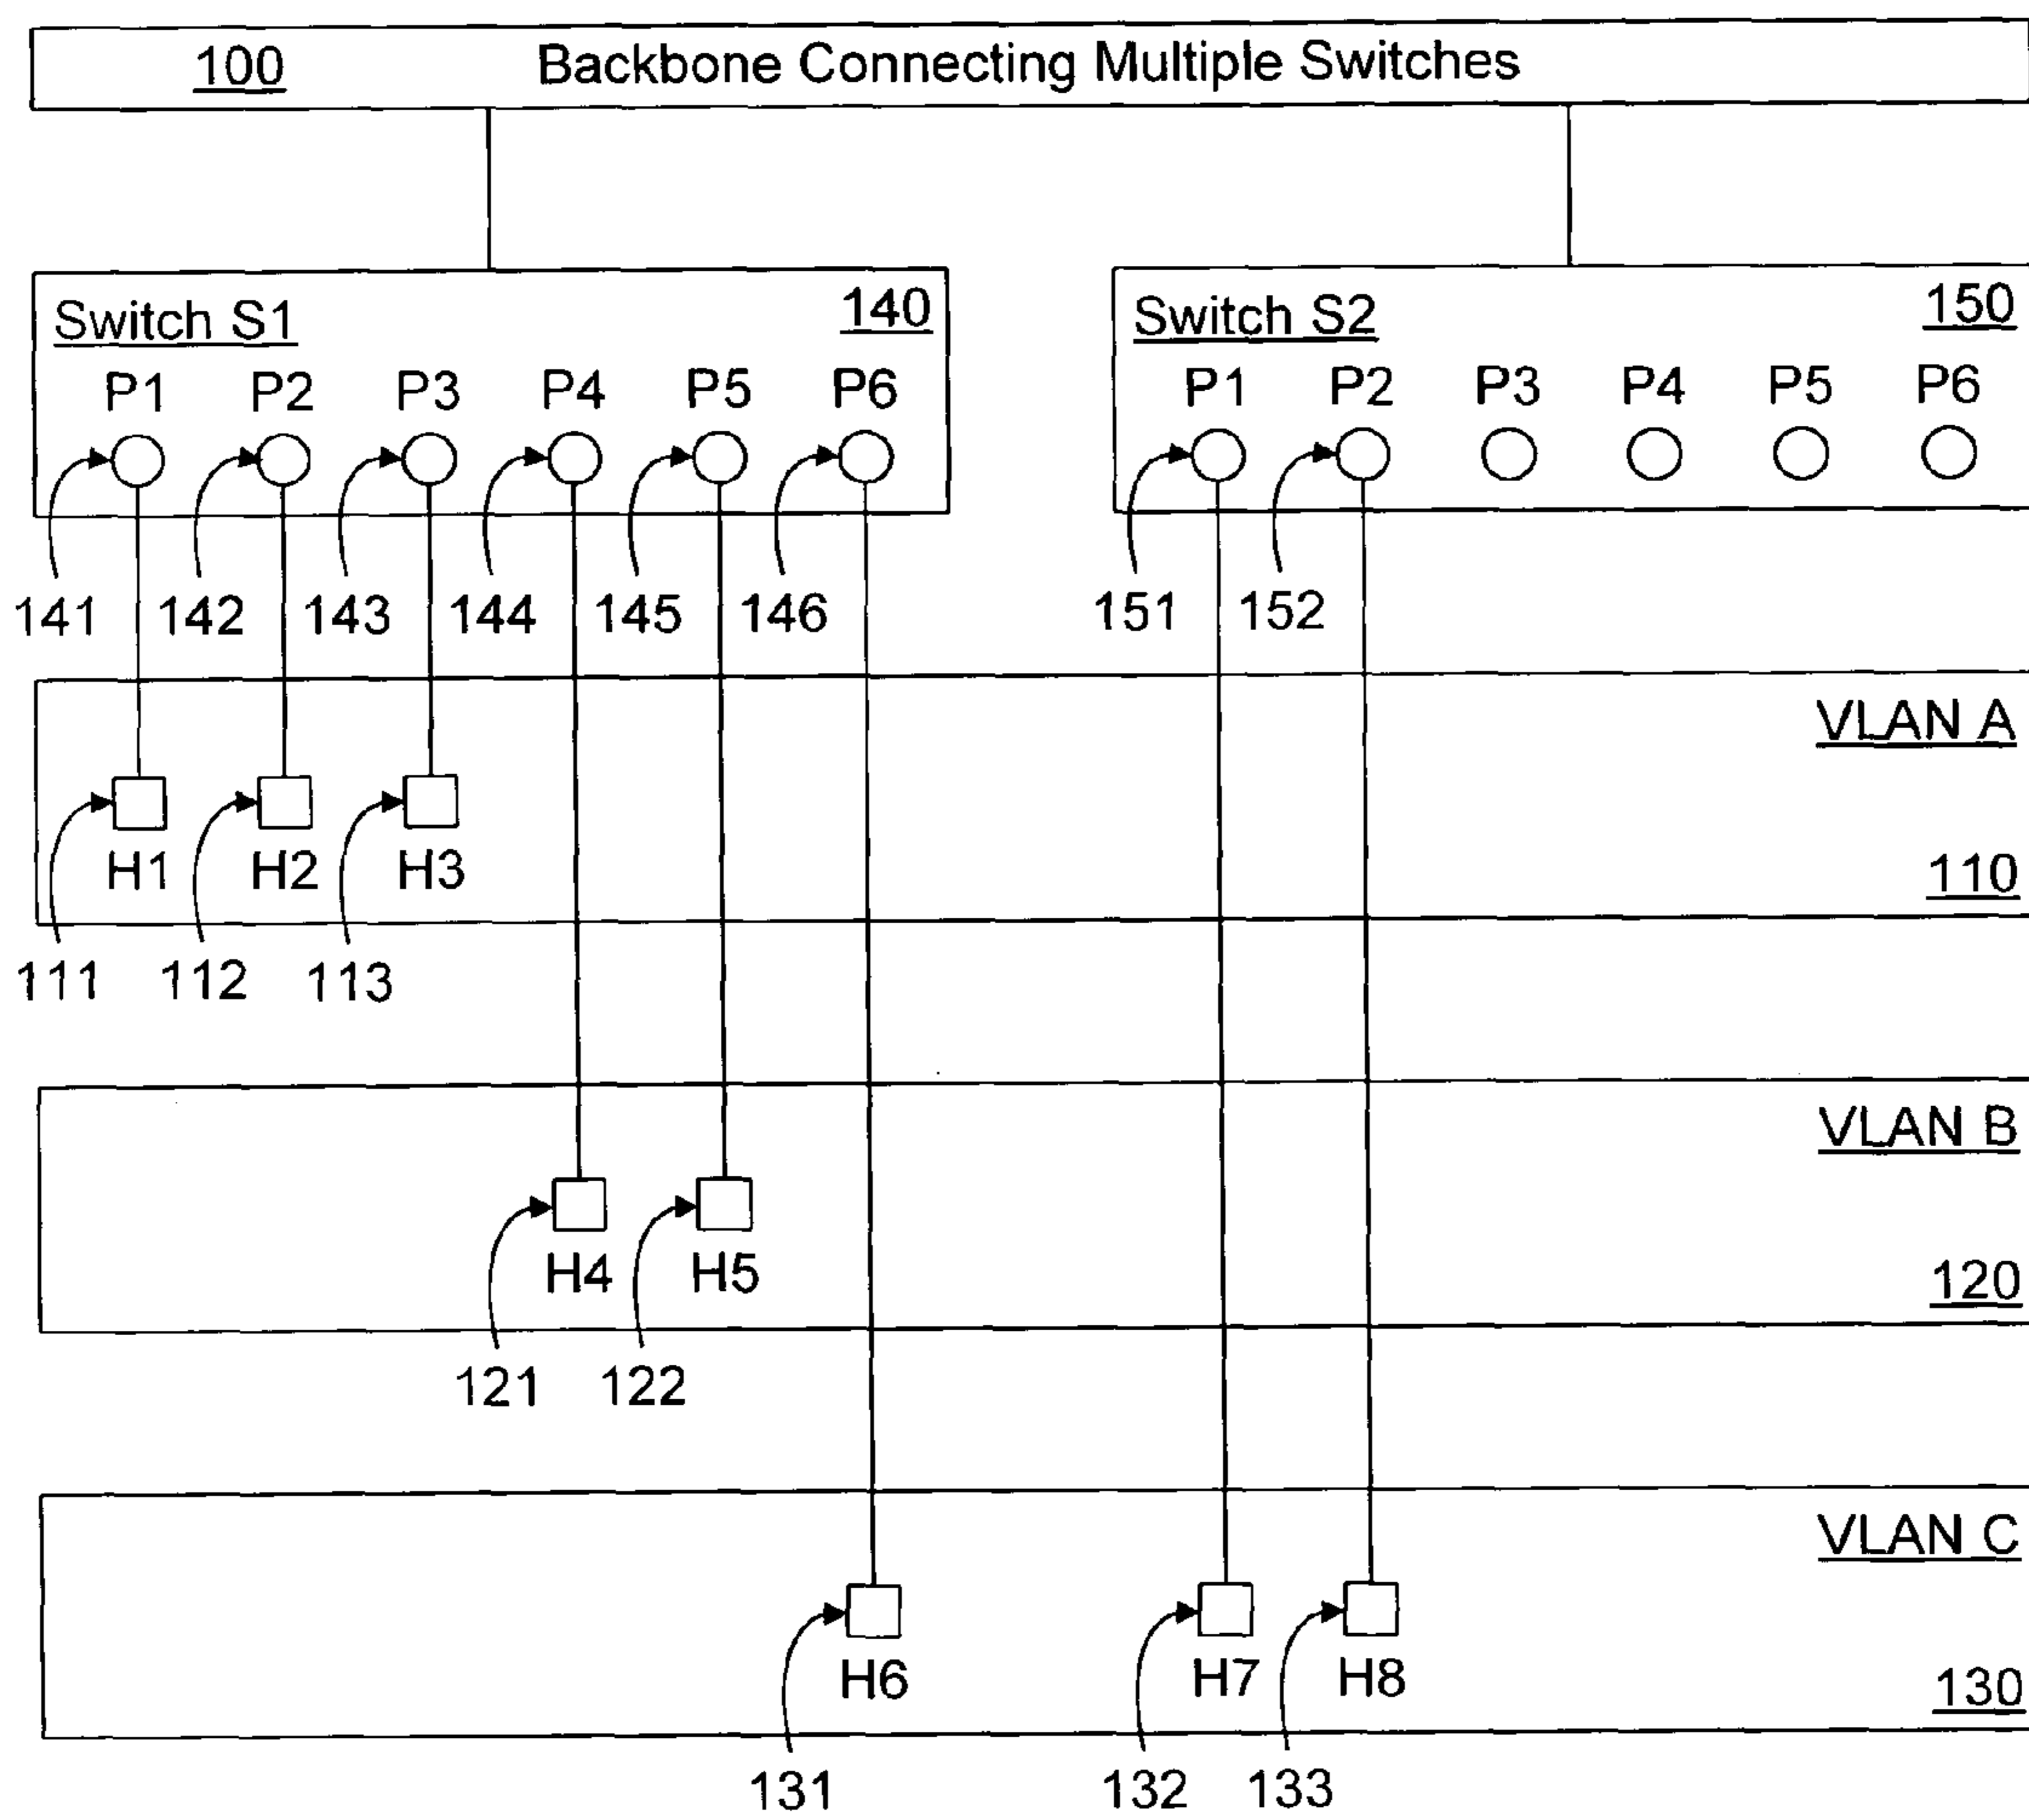 100 Backbone Connecting Multiple Switches
Switch S1 140
P1 P2 P3 P4 P5 P6
Switch S2 150
P1 P2 P3 P4 P5 P6
141 142 143 144 145 146
151 152
VLAN A
H1 H2 H3
110
111 112 113
VLAN B
H4 H5
120
121 122
VLAN C
H6 H7 H8
130
131 132 133